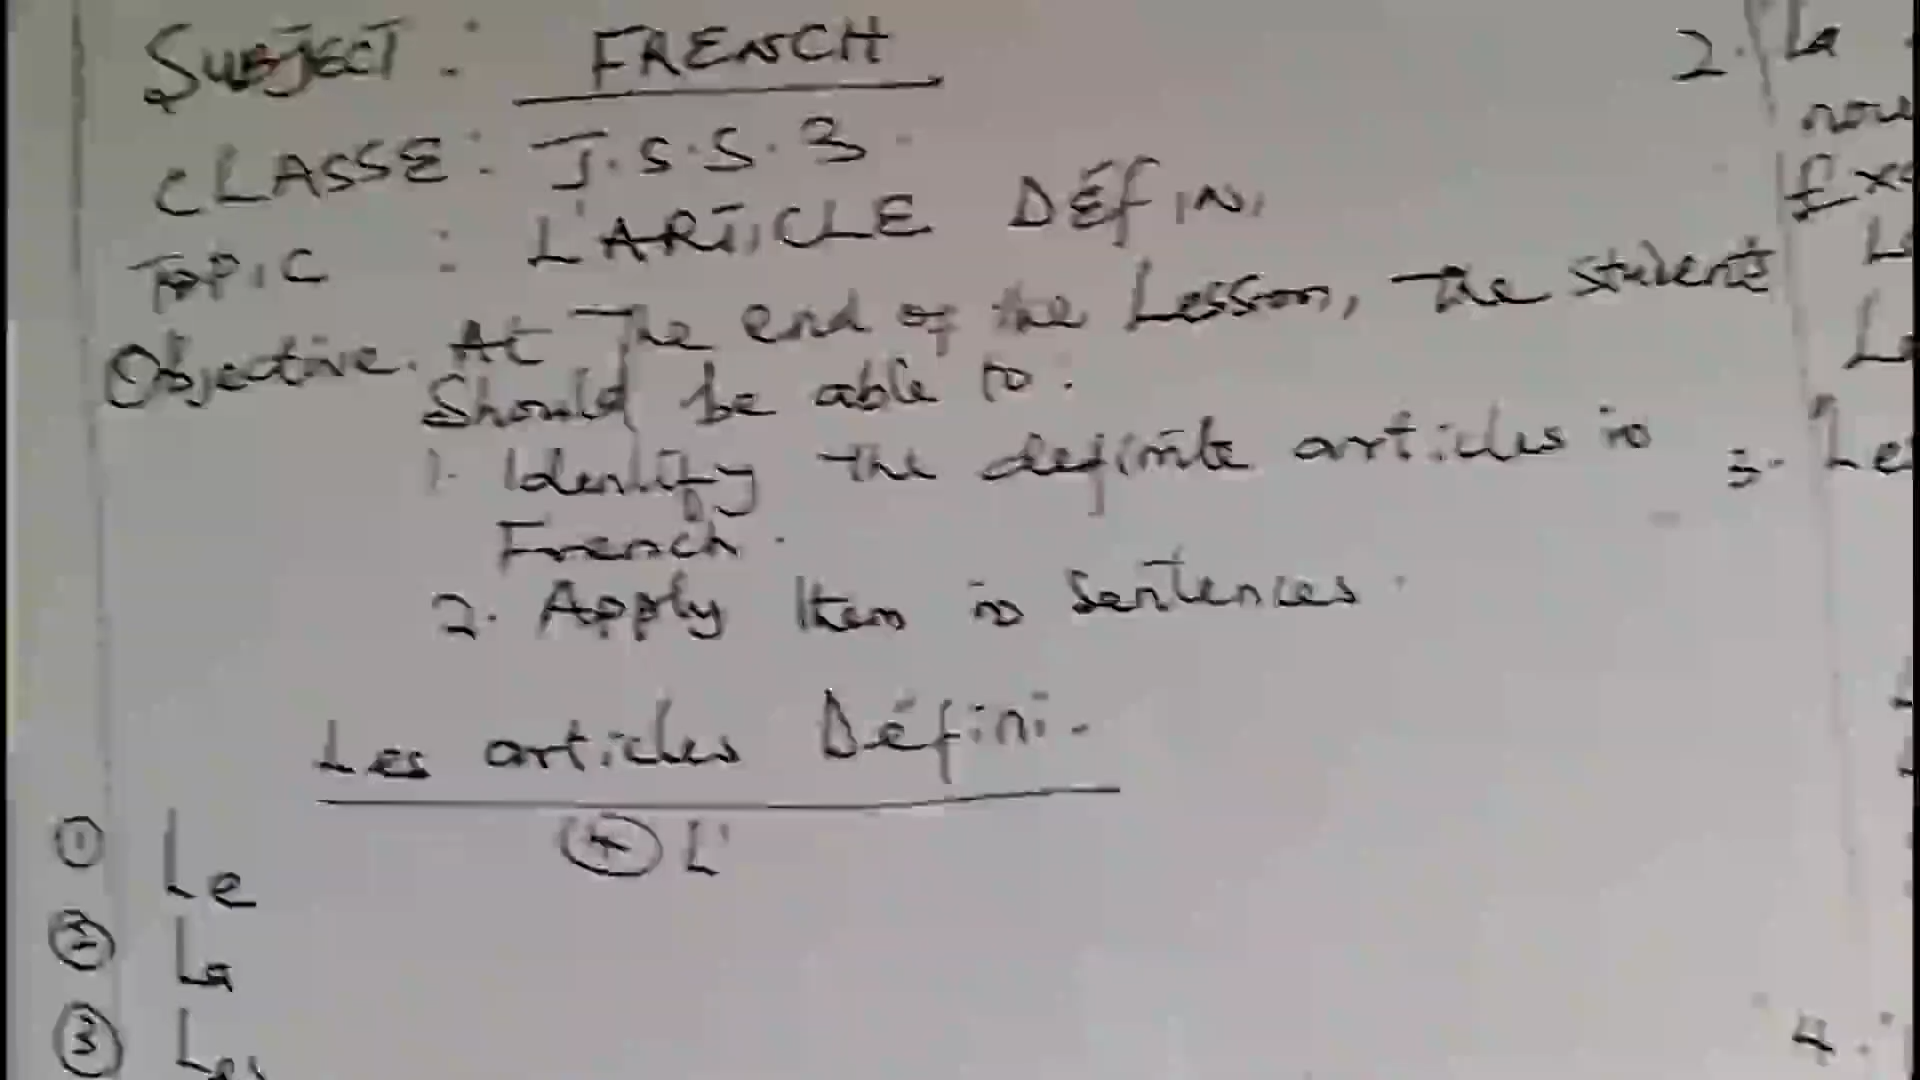 SUBJECT: FRENCH
CLASSE: J.S.S.3
TOPIC : L'ARTICLE DÉFINI
Objective. At The end of the Lesson, The student
Should be able to.
1. Identify the definite articles in
French.
2. Apply them in Sentences.
Les articles Défini.
① Le
④ L'
② La
③ Les
2. La
3. Le
4.